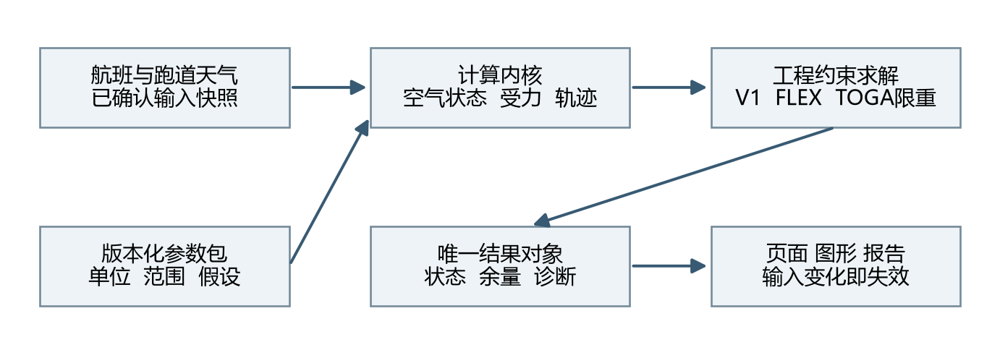 航班与跑道天气
已确认输入快照
计算内核
空气状态 受力 轨迹
工程约束求解
V1 FLEX TOGA限重
版本化参数包
单位 范围 假设
唯一结果对象
状态 余量 诊断
页面 图形 报告
输入变化即失效